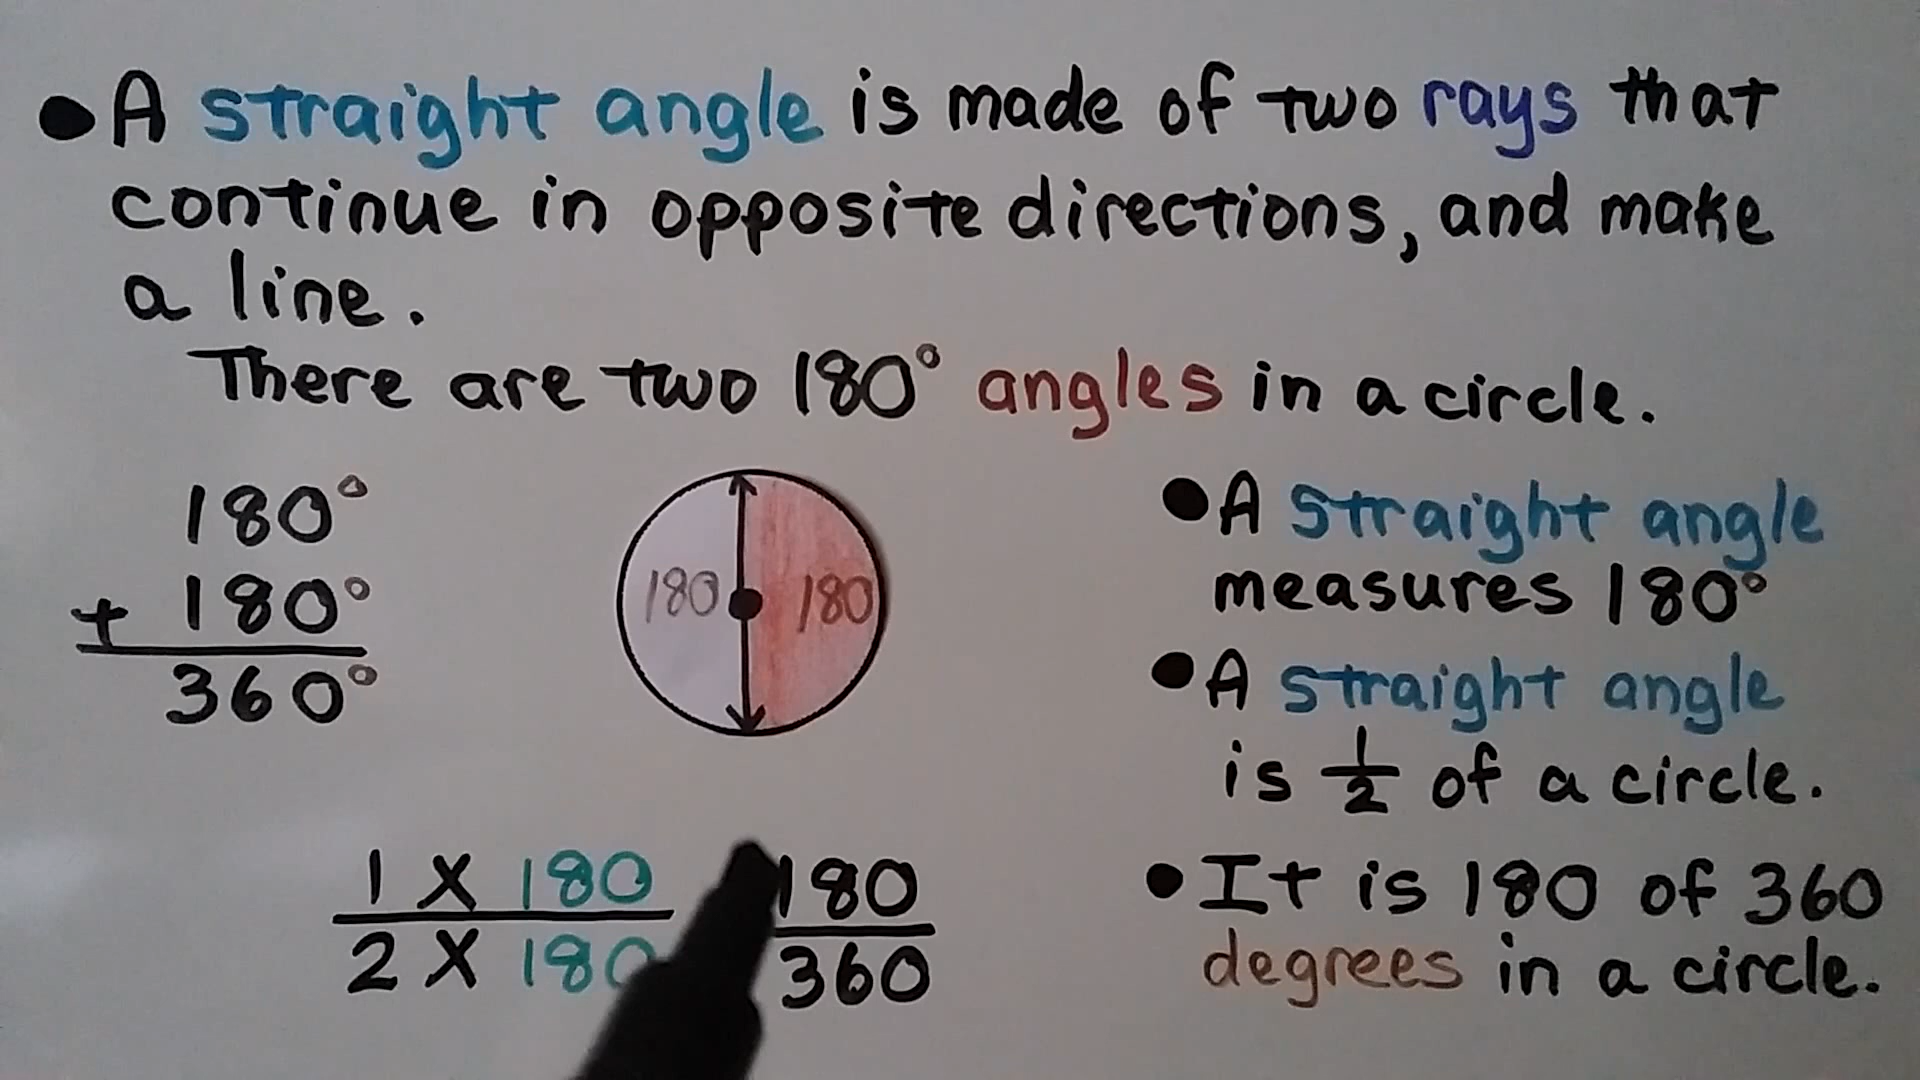 ● A straight angle is made of two rays that
continue in opposite directions, and make
a line.
There are two 180° angles in a circle.
180°
+ 180°
360°
180 180
● A straight angle
measures 180°
● A straight angle
is 1/2 of a circle.
1 x 180
2 x 180
180
360
● It is 180 of 360
degrees in a circle.